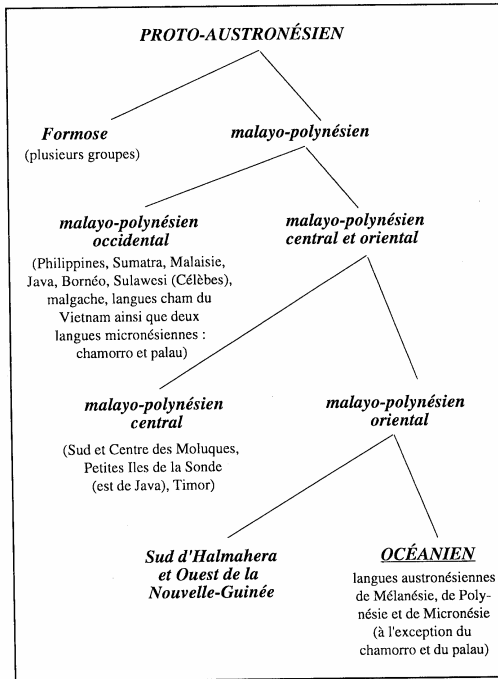 PROTO-AUSTRONÉSIEN
Formose
(plusieurs groupes)
malayo-polynésien
malayo-polynésien
occidental
(Philippines, Sumatra, Malaisie,
Java, Bornéo, Sulawesi (Célèbes),
malgache, langues cham du
Vietnam ainsi que deux
langues micronésiennes :
chamorro et palau)
malayo-polynésien
central et oriental
malayo-polynésien
central
(Sud et Centre des Moluques,
Petites Iles de la Sonde
(est de Java), Timor)
malayo-polynésien
oriental
Sud d'Halmahera
et Ouest de la
Nouvelle-Guinée
OCÉANIEN
langues austronésiennes
de Mélanésie, de Poly-
nésie et de Micronésie
(à l'exception du
chamorro et du palau)